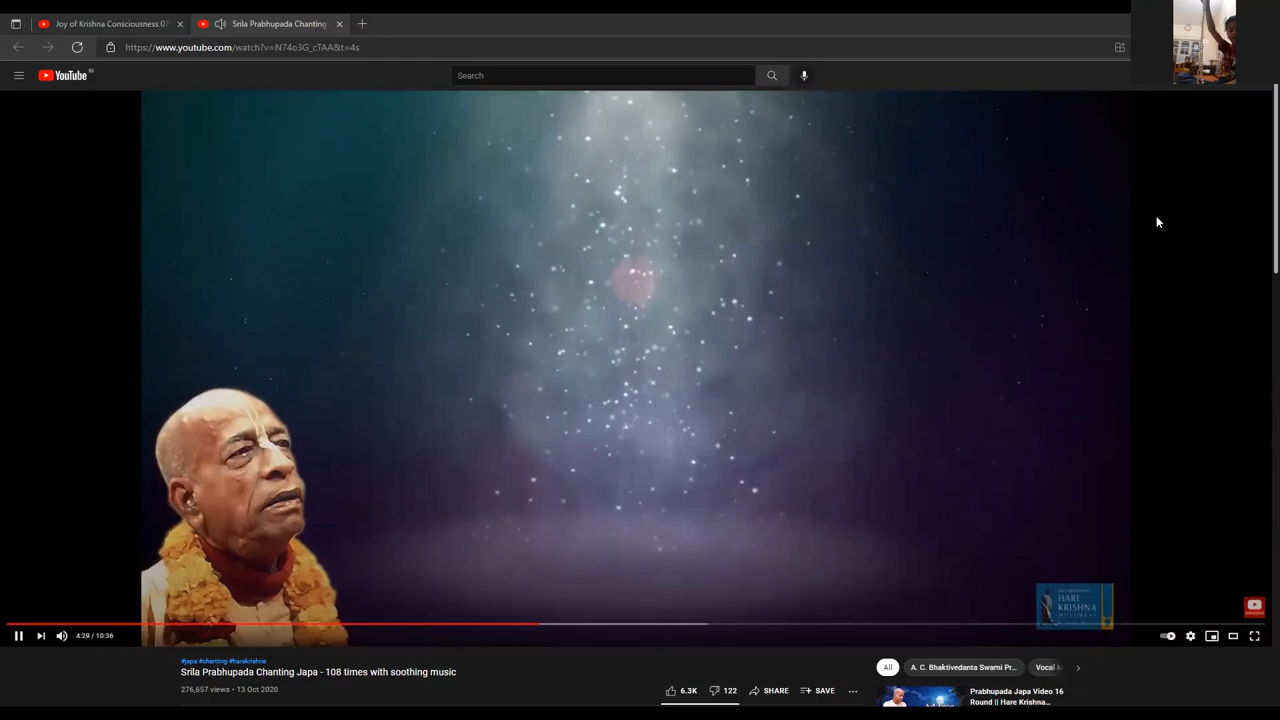 Joy of Krishna Consciousness 07
Srila Prabhupada Chanting
https://www.youtube.com/watch?v=N74o3G_cTAA&t=4s
YouTube
Search
HARE
KRISHNA
4:29 / 10:36
#japa #chanting #harekrishna
Srila Prabhupada Chanting Japa - 108 times with soothing music
276,657 views • 13 Oct 2020
6.3K
122
SHARE
SAVE
All
A. C. Bhaktivedanta Swami Pr...
Vocal
Prabhupada Japa Video 16
Round || Hare Krishna...